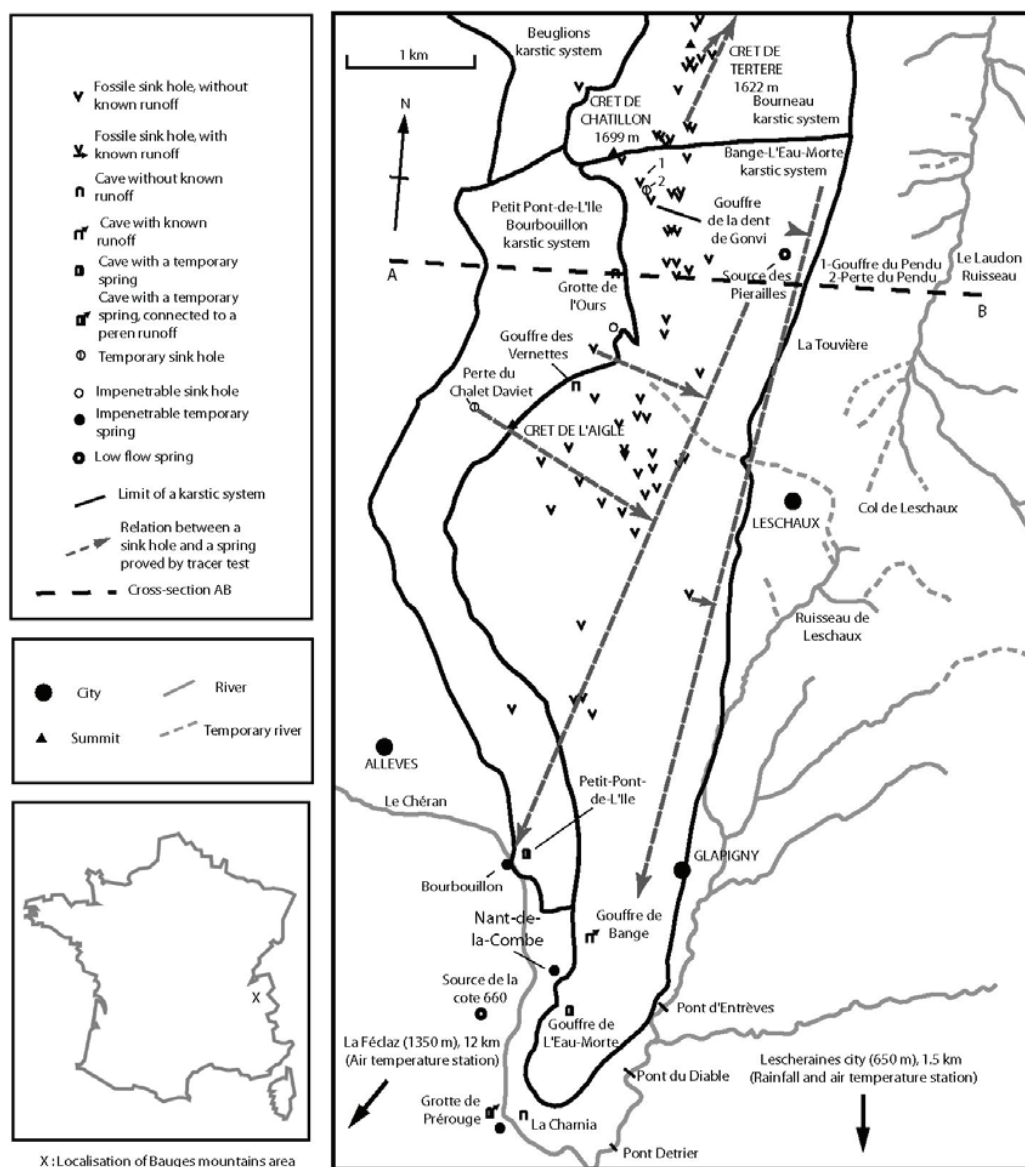 Fossile sink hole, without
known runoff
Fossile sink hole, with
known runoff
Cave without known
runoff
Cave with known
runoff
Cave with a temporary
spring
Cave with a temporary
spring, connected to a
peren runoff
Temporary sink hole
Impenetrable sink hole
Impenetrable temporary
spring
Low flow spring
Limit of a karstic system
Relation between a
sink hole and a spring
proved by tracer test
Cross-section AB
City
River
Summit
Temporary river
X
X : Localisation of Bauges mountains area
1 km
N
Beuglions
karstic system
CRET DE
CHATILLON
1699 m
CRET DE
TERTERE
1622 m
Bourneau
karstic system
Bange-L'Eau-Morte
karstic system
1
2
Petit Pont-de-L'Ile
Bourbouillon
karstic system
Gouffre
de la dent
de Gonvi
A
Grotte de
l'Ours
Source des
Pierailles
1-Gouffre du Pendu
2-Perte du Pendu
Le Laudon
Ruisseau
B
Gouffre des
Vernettes
La Touvière
Perte du
Chalet Daviet
CRET DE L'AIGLE
LESCHAUX
Col de Leschaux
Ruisseau de
Leschaux
ALLEVES
Le Chéran
Petit-Pont-
de-L'Ile
Bourbouillon
GLAPIGNY
Nant-de-
la-Combe
Gouffre de
Bange
Source de la
cote 660
Gouffre de
L'Eau-Morte
Pont d'Entrèves
La Féclaz (1350 m), 12 km
(Air temperature station)
Pont du Diable
Lescheraines city (650 m), 1.5 km
(Rainfall and air temperature station)
Grotte de
Prérouge
La Charnia
Pont Detrier